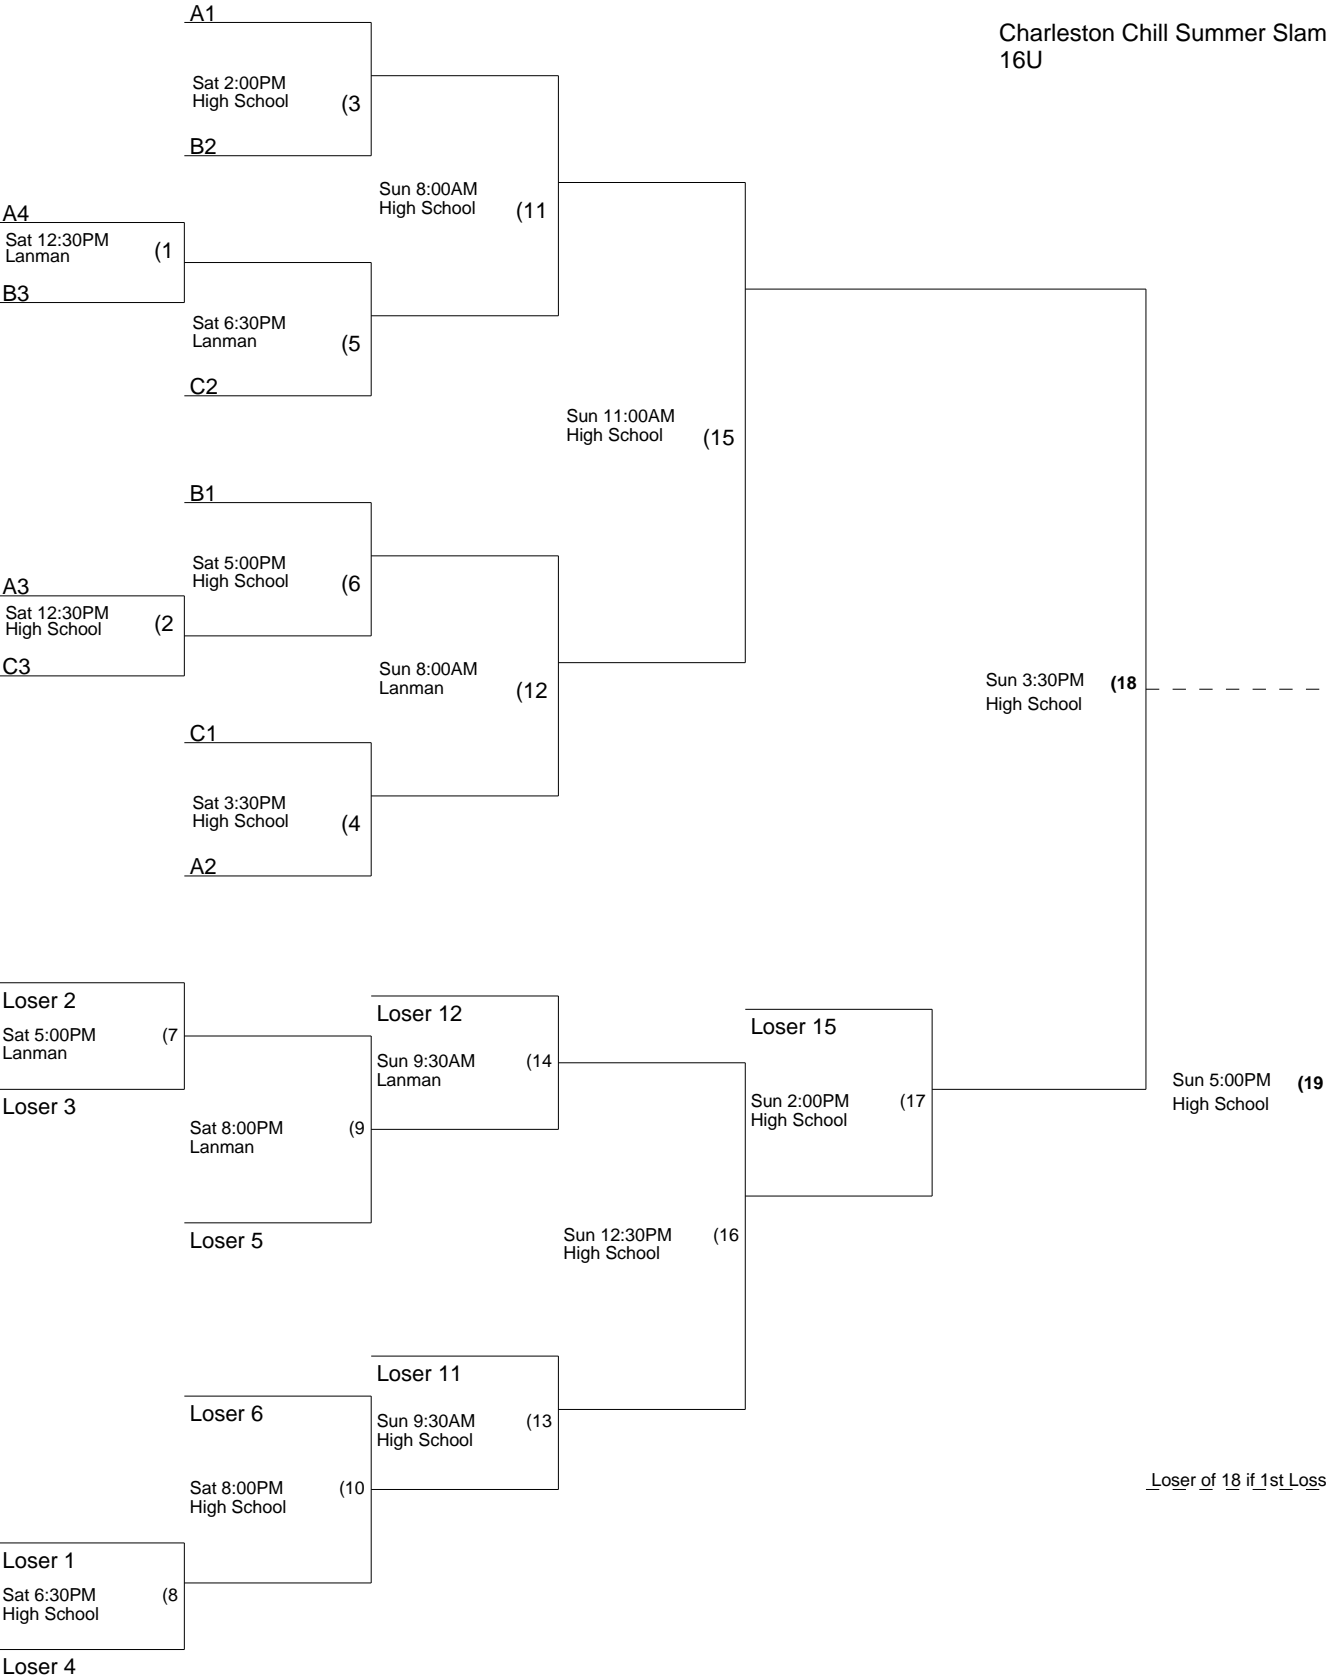 A1
Charleston Chill Summer Slam
16U
Sat 2:00PM
High School (3
B2
Sun 8:00AM
High School (11
A4
Sat 12:30PM
Lanman (1
B3
Sat 6:30PM
Lanman (5
C2
Sun 11:00AM
High School (15
B1
Sat 5:00PM
High School (6
A3
Sat 12:30PM
High School (2
C3
Sun 8:00AM
Lanman (12
Sun 3:30PM (18
High School
C1
Sat 3:30PM
High School (4
A2
Loser 2
Sat 5:00PM (7
Lanman
Loser 3
Loser 12
Sun 9:30AM (14
Lanman
Loser 15
Sun 2:00PM (17
High School
Sun 5:00PM (19
High School
Sat 8:00PM (9
Lanman
Loser 5
Sun 12:30PM (16
High School
Loser 11
Sun 9:30AM (13
High School
Loser 6
Sat 8:00PM (10
High School
Loser of 18 if 1st Loss
Loser 1
Sat 6:30PM (8
High School
Loser 4